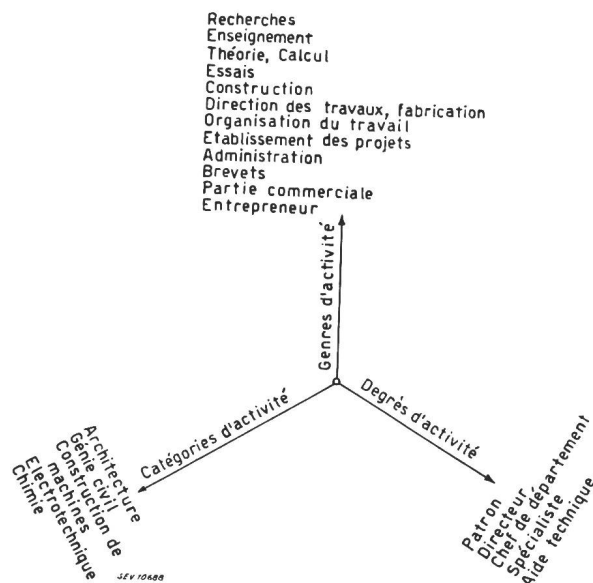 Recherches
Enseignement
Théorie, Calcul
Essais
Construction
Direction des travaux, fabrication
Organisation du travail
Etablissement des projets
Administration
Brevets
Partie commerciale
Entrepreneur
Genres d'activité
Catégories d'activité
Degrès d'activité
Architecture
Génie civil
Construction de
machines
Electrotechnique
Chimie
Patron
Directeur
Chef de département
Spécialiste
Aide technique
SEV 10688